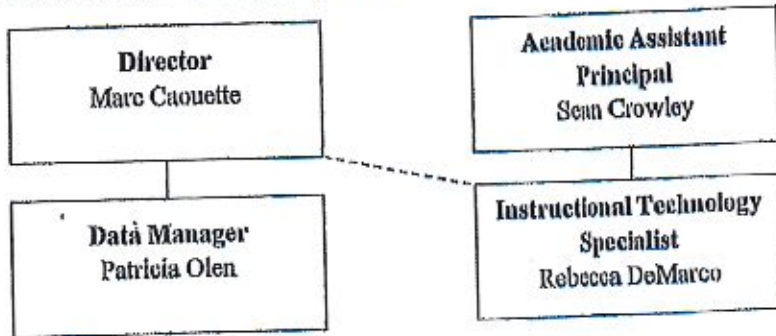 Director
Marc Caouette
Academic Assistant
Principal
Sean Crowley
Data Manager
Patricia Olen
Instructional Technology
Specialist
Rebecca DeMarco